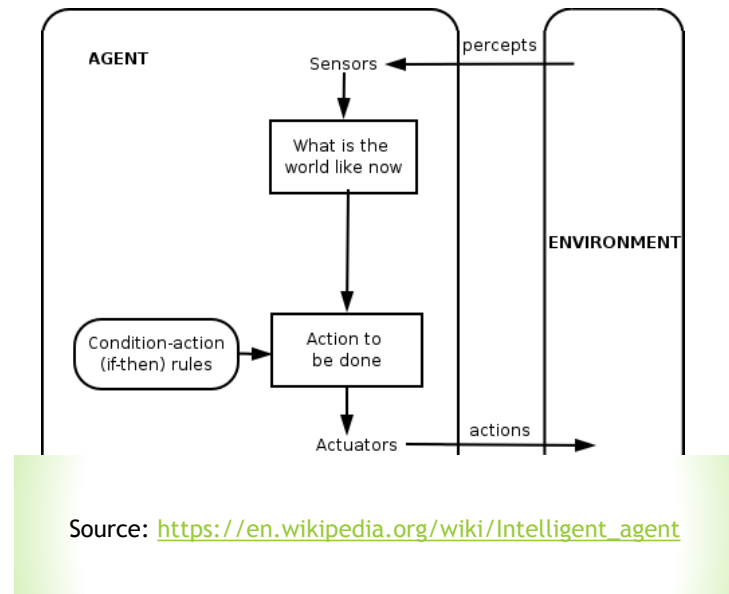 AGENT
Sensors
percepts
What is the
world like now
ENVIRONMENT
Condition-action
(if-then) rules
Action to
be done
Actuators
actions
Source: https://en.wikipedia.org/wiki/Intelligent_agent